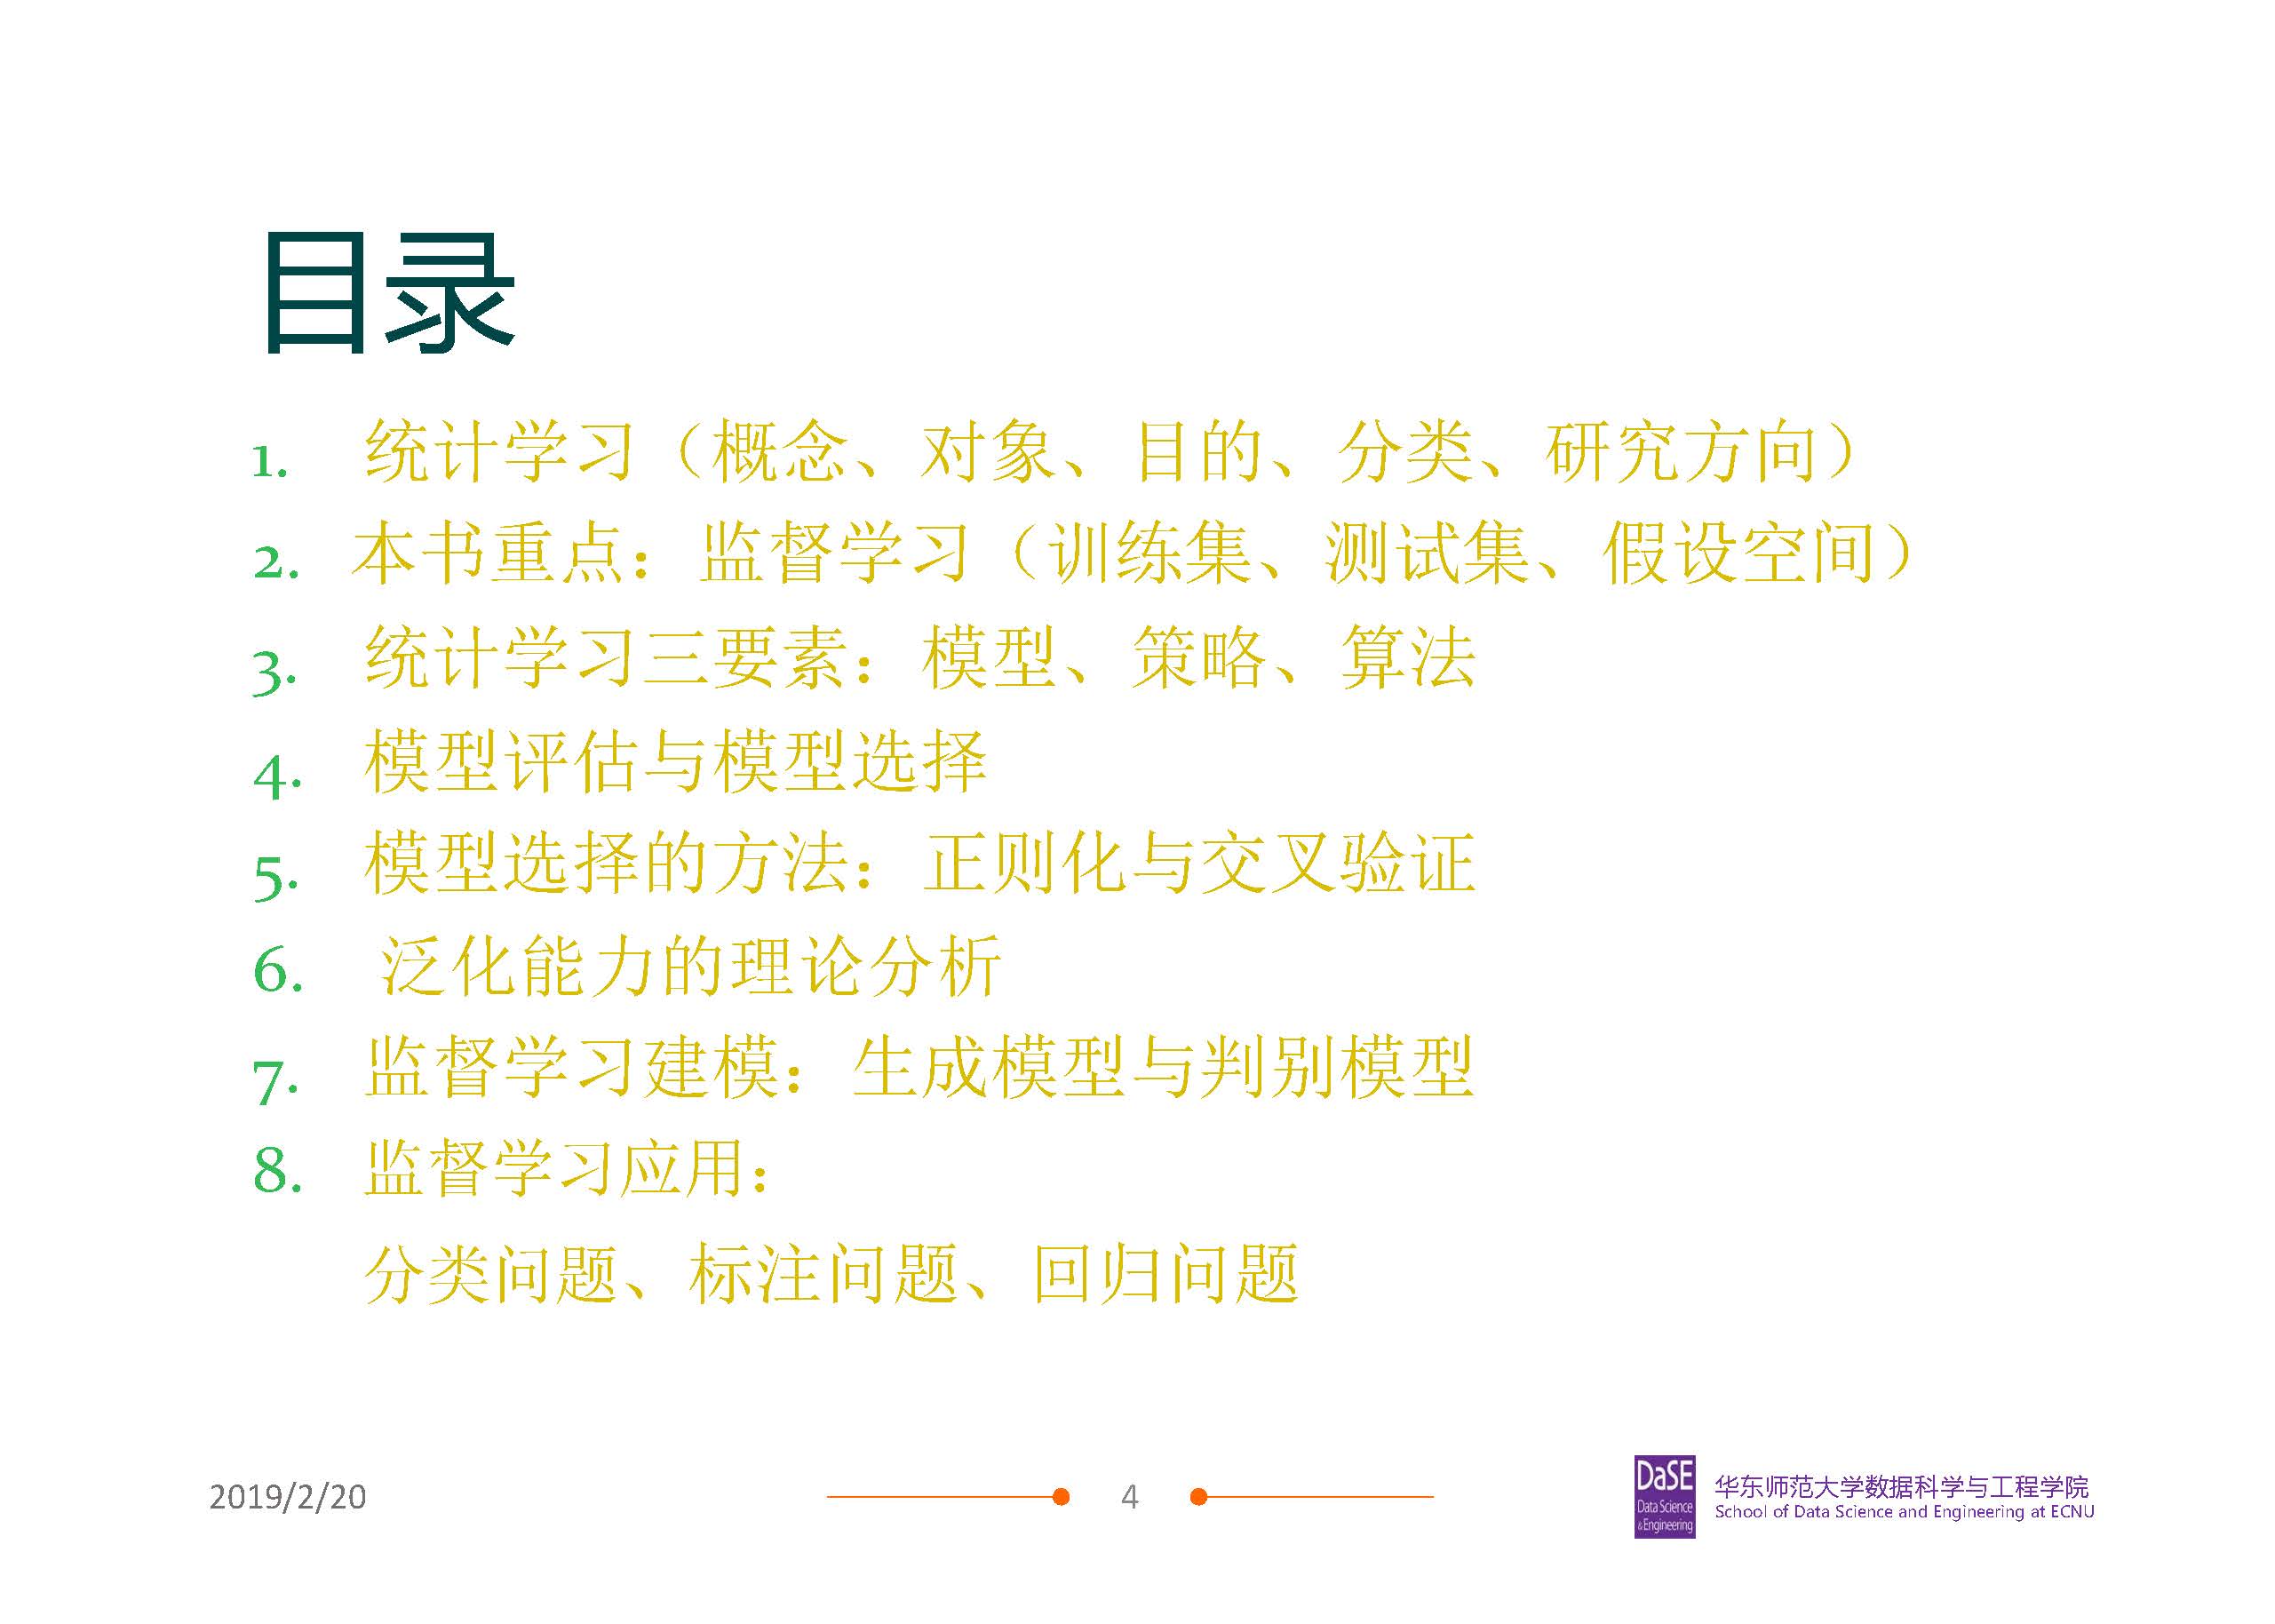 目录
1. 统计学习（概念、对象、目的、分类、研究方向）
2. 本书重点：监督学习（训练集、测试集、假设空间）
3. 统计学习三要素：模型、策略、算法
4. 模型评估与模型选择
5. 模型选择的方法：正则化与交叉验证
6. 泛化能力的理论分析
7. 监督学习建模：生成模型与判别模型
8. 监督学习应用：
分类问题、标注问题、回归问题
2019/2/20
4
DaSE
Data Science
&Engineering
华东师范大学数据科学与工程学院
School of Data Science and Engineering at ECNU